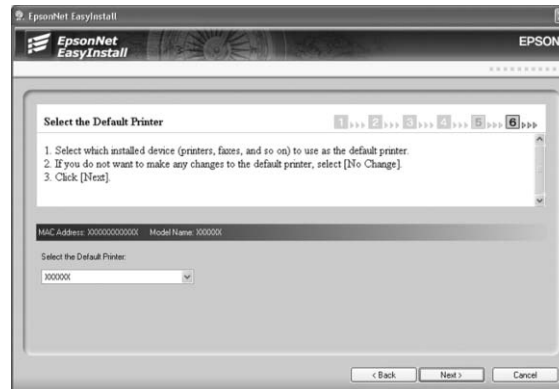 EpsonNet EasyInstall
EpsonNet
EasyInstall
EPSON
Select the Default Printer
1 2 3 4 5 6
1. Select which installed device (printers, faxes, and so on) to use as the default printer.
2. If you do not want to make any changes to the default printer, select [No Change].
3. Click [Next].
MAC Address: XXXXXXXXXXXX Model Name: XXXXXX
Select the Default Printer:
XXXXXX
< Back Next > Cancel